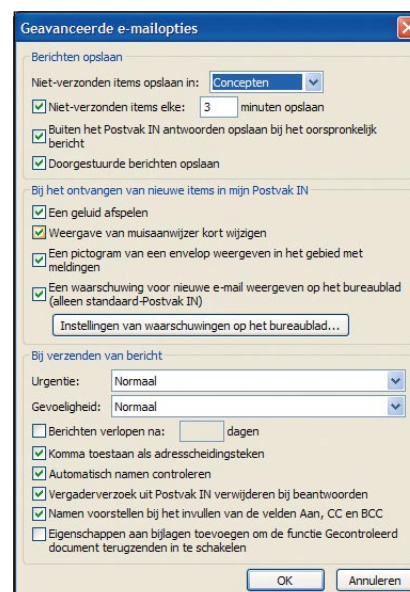 Geavanceerde e-mailopties
Berichten opslaan
Niet-verzonden items opslaan in: Concepten
Niet-verzonden items elke: 3 minuten opslaan
Buiten het Postvak IN antwoorden opslaan bij het oorspronkelijk
bericht
Doorgestuurde berichten opslaan
Bij het ontvangen van nieuwe items in mijn Postvak IN
Een geluid afspelen
Weergave van muisaanwijzer kort wijzigen
Een pictogram van een envelop weergeven in het gebied met
meldingen
Een waarschuwing voor nieuwe e-mail weergeven op het bureaublad
(alleen standaard-Postvak IN)
Instellingen van waarschuwingen op het bureaublad...
Bij verzenden van bericht
Urgentie: Normaal
Gevoeligheid: Normaal
Berichten verlopen na: dagen
Komma toestaan als adresscheidingsteken
Automatisch namen controleren
Vergaderverzoek uit Postvak IN verwijderen bij beantwoorden
Namen voorstellen bij het invullen van de velden Aan, CC en BCC
Eigenschappen aan bijlagen toevoegen om de functie Gecontroleerd
document terugzenden in te schakelen
OK Annuleren